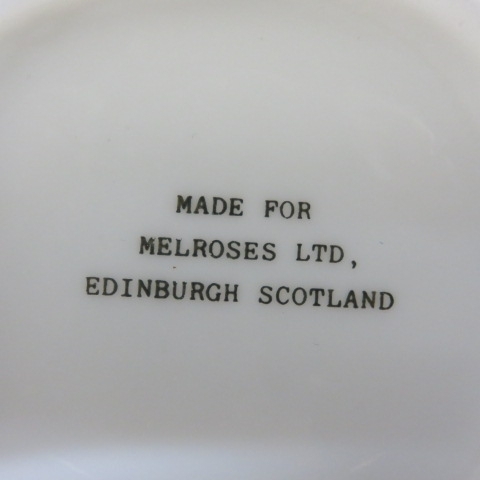 MADE FOR
MELROSES LTD,
EDINBURGH SCOTLAND